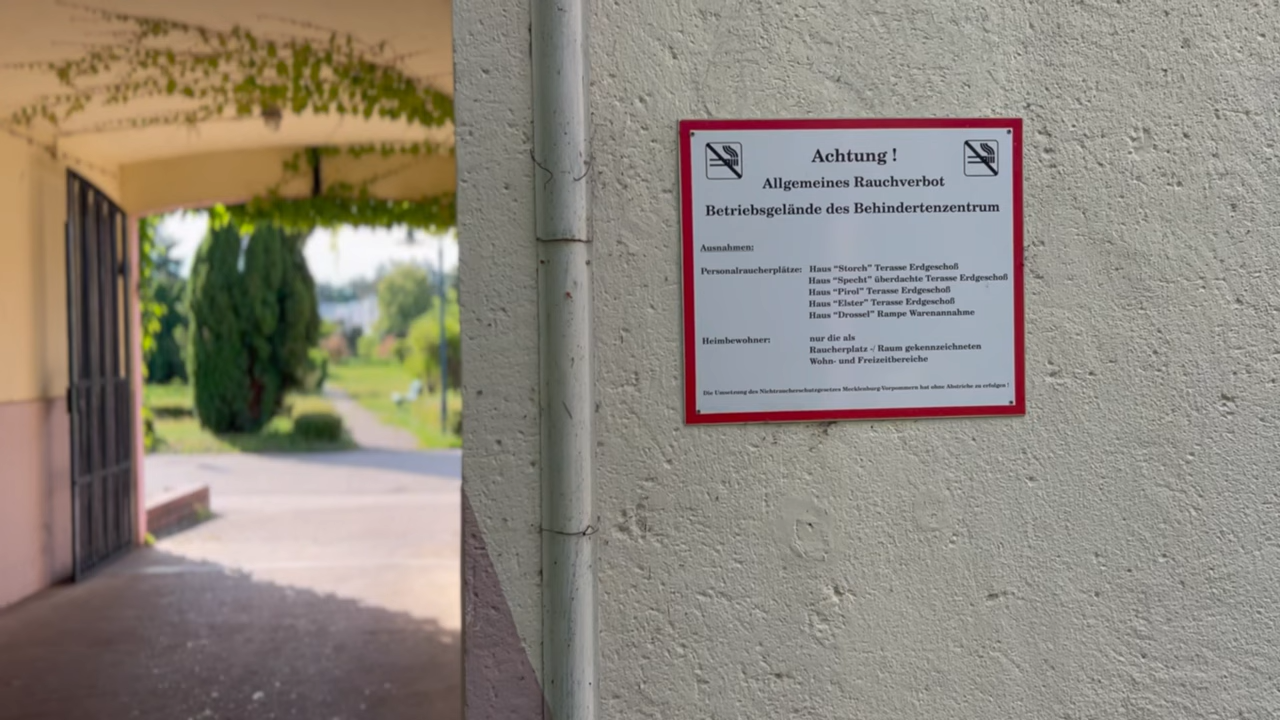 Achtung !
Allgemeines Rauchverbot
Betriebsgelände des Behindertenzentrum
Ausnahmen:
Personalraucherplätze: Haus “Storch” Terasse Erdgeschoß
Haus “Specht” überdachte Terasse Erdgeschoß
Haus “Pirol” Terasse Erdgeschoß
Haus “Elster” Terasse Erdgeschoß
Haus “Drossel” Rampe Warenannahme
Heimbewohner: nur die als
Raucherplatz -/ Raum gekennzeichneten
Wohn- und Freizeitbereiche
Die Umsetzung des Nichtraucherschutzgesetzes Mecklenburg-Vorpommern hat ohne Abstriche zu erfolgen !